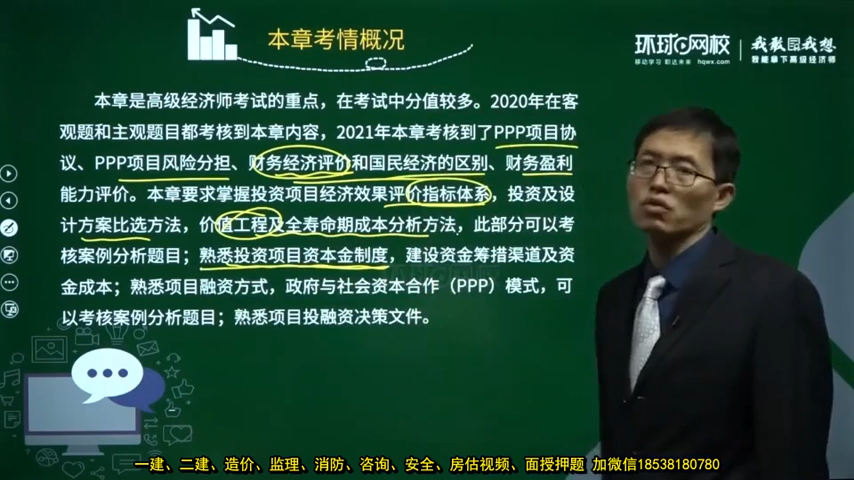 本章考情概况
环球网校
移动学习 职达未来 hqwx.com
我敢我想
我能拿下高级经济师
本章是高级经济师考试的重点，在考试中分值较多。2020年在客
观题和主观题目都考核到本章内容，2021年本章考核到了PPP项目协
议、PPP项目风险分担、财务经济评价和国民经济的区别、财务盈利
能力评价。本章要求掌握投资项目经济效果评价指标体系，投资及设
计方案比选方法，价值工程及全寿命期成本分析方法，此部分可以考
核案例分析题目；熟悉投资项目资本金制度，建设资金筹措渠道及资
金成本；熟悉项目融资方式，政府与社会资本合作（PPP）模式，可
以考核案例分析题目；熟悉项目投融资决策文件。
一建、二建、造价、监理、消防、咨询、安全、房估视频、面授押题 加微信18538180780